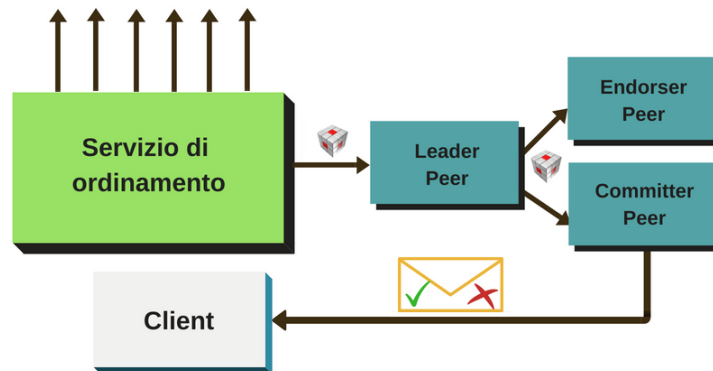 Servizio di
ordinamento
Leader
Peer
Endorser
Peer
Committer
Peer
Client